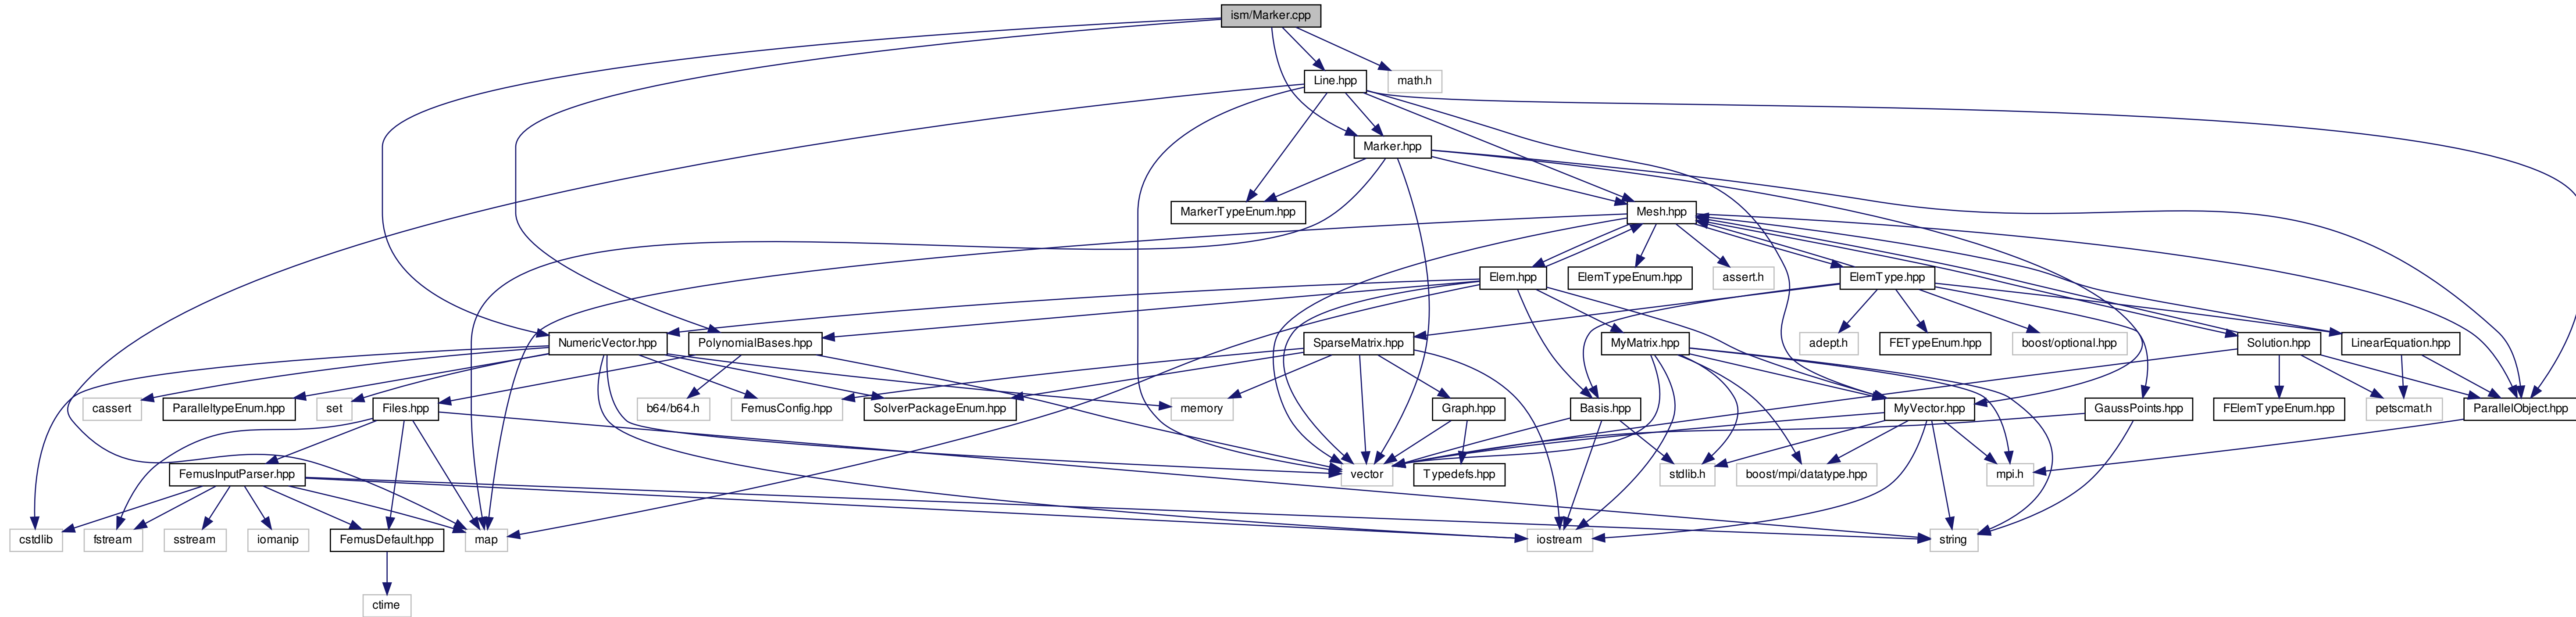 ism/Marker.cpp
Line.hpp
math.h
Marker.hpp
MarkerTypeEnum.hpp
Mesh.hpp
Elem.hpp
ElemTypeEnum.hpp
assert.h
ElemType.hpp
NumericVector.hpp
PolynomialBases.hpp
SparseMatrix.hpp
MyMatrix.hpp
adept.h
FETypeEnum.hpp
boost/optional.hpp
Solution.hpp
LinearEquation.hpp
cassert
ParalleltypeEnum.hpp
set
Files.hpp
b64/b64.h
FemusConfig.hpp
SolverPackageEnum.hpp
memory
Graph.hpp
Basis.hpp
MyVector.hpp
GaussPoints.hpp
FElemTypeEnum.hpp
petscmat.h
ParallelObject.hpp
FemusInputParser.hpp
vector
Typedefs.hpp
stdlib.h
boost/mpi/datatype.hpp
mpi.h
cstdlib
fstream
sstream
iomanip
FemusDefault.hpp
map
iostream
string
ctime